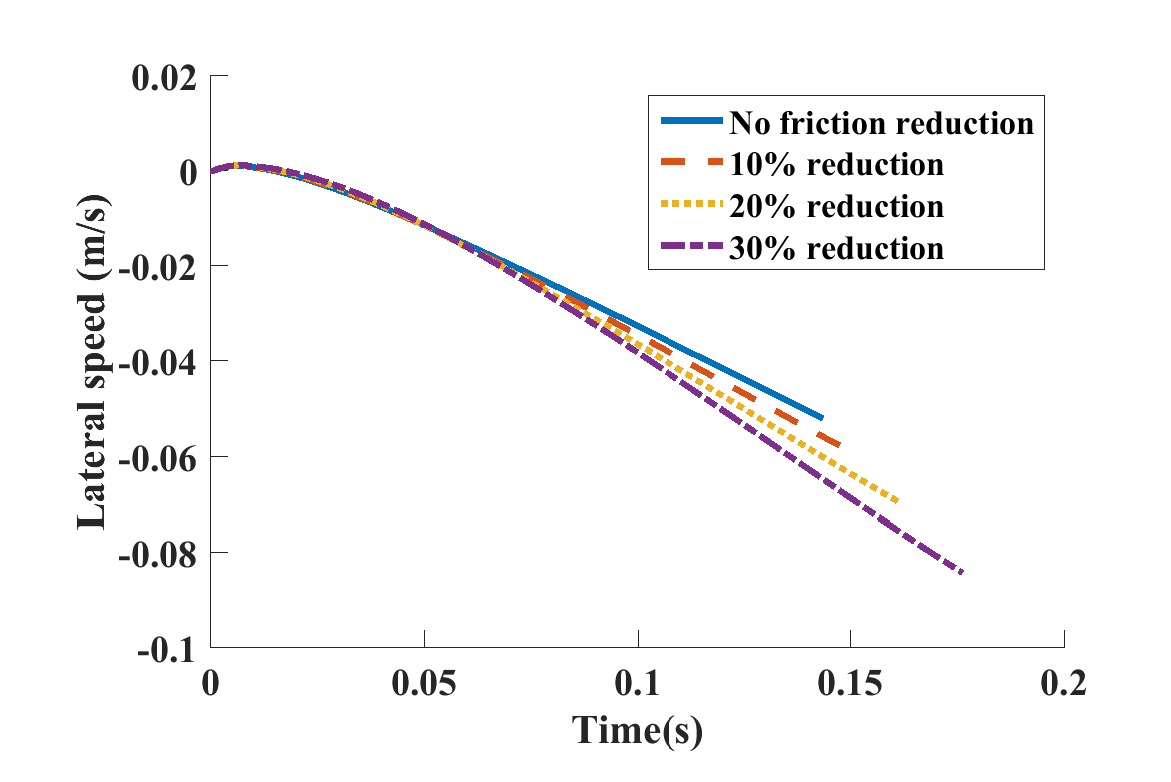 0.02
0
-0.02
-0.04
-0.06
-0.08
-0.1
Lateral speed (m/s)
No friction reduction
10% reduction
20% reduction
30% reduction
0
0.05
0.1
0.15
0.2
Time(s)